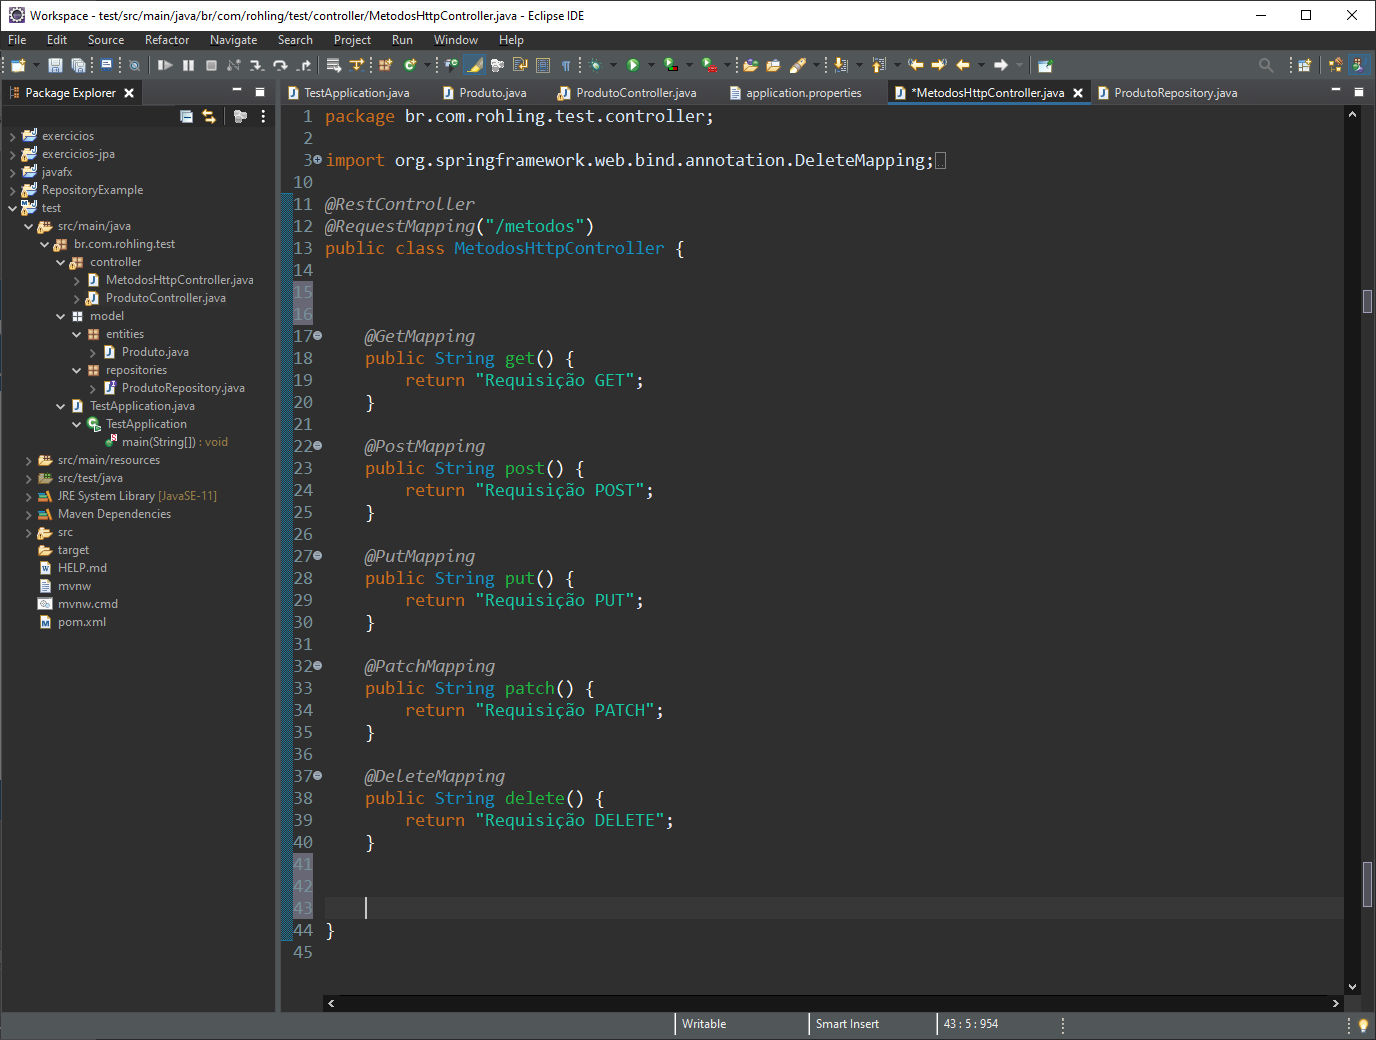 Workspace - test/src/main/java/br/com/rohling/test/controller/MetodosHttpController.java - Eclipse IDE
File Edit Source Refactor Navigate Search Project Run Window Help
Package Explorer
TestApplication.java Produto.java ProdutoController.java application.properties *MetodosHttpController.java ProdutoRepository.java
exercicios
exercicios-jpa
javafx
RepositoryExample
test
src/main/java
br.com.rohling.test
controller
MetodosHttpController.java
ProdutoController.java
model
entities
Produto.java
repositories
ProdutoRepository.java
TestApplication.java
TestApplication
main(String[]) : void
src/main/resources
src/test/java
JRE System Library [JavaSE-11]
Maven Dependencies
src
target
HELP.md
mvnw
mvnw.cmd
pom.xml
1 package br.com.rohling.test.controller;
2
3 import org.springframework.web.bind.annotation.DeleteMapping;
10
11 @RestController
12 @RequestMapping("/metodos")
13 public class MetodosHttpController {
14
15
16
17 @GetMapping
18 public String get() {
19 return "Requisição GET";
20 }
21
22 @PostMapping
23 public String post() {
24 return "Requisição POST";
25 }
26
27 @PutMapping
28 public String put() {
29 return "Requisição PUT";
30 }
31
32 @PatchMapping
33 public String patch() {
34 return "Requisição PATCH";
35 }
36
37 @DeleteMapping
38 public String delete() {
39 return "Requisição DELETE";
40 }
41
42
43
44 }
45
Writable Smart Insert 43 : 5 : 954